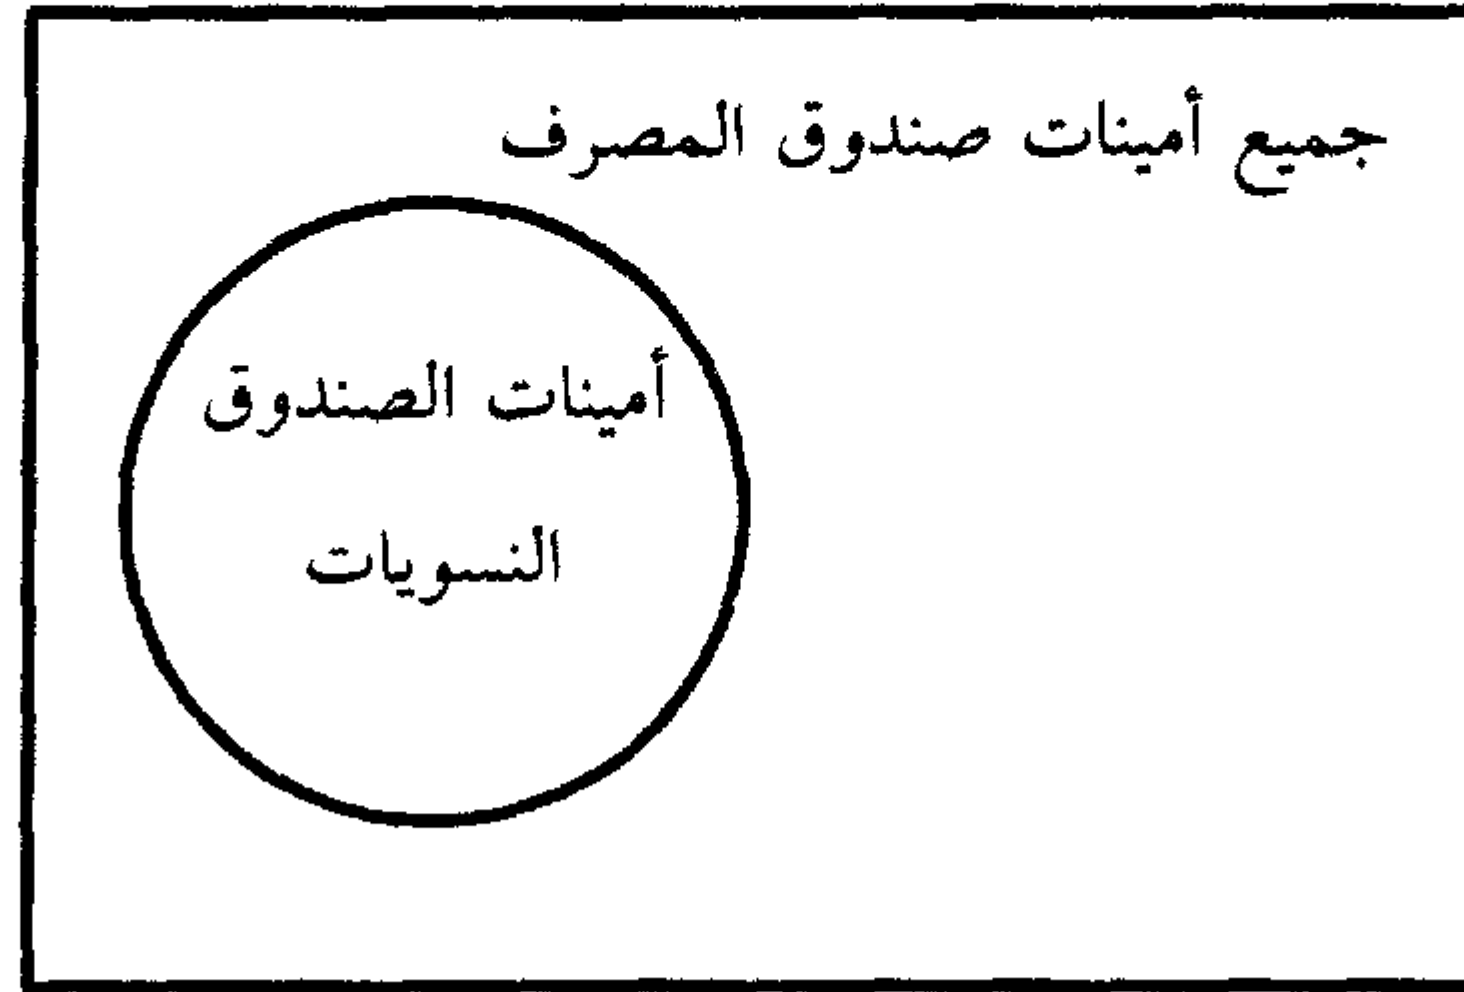 جميع أمينات صندوق المصرف
أمينات الصندوق
النسويات